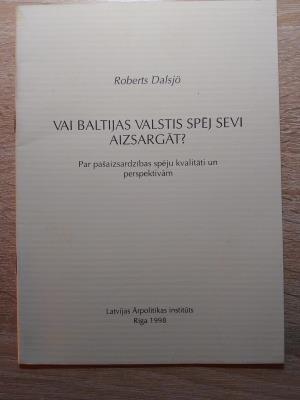 Roberts Dalsjö
VAI BALTIJAS VALSTIS SPĒJ SEVI
AIZSARGĀT?
Par pašaizsardzības spēju kvalitāti un
perspektīvām
Latvijas Ārpolitikas institūts
Rīga 1998